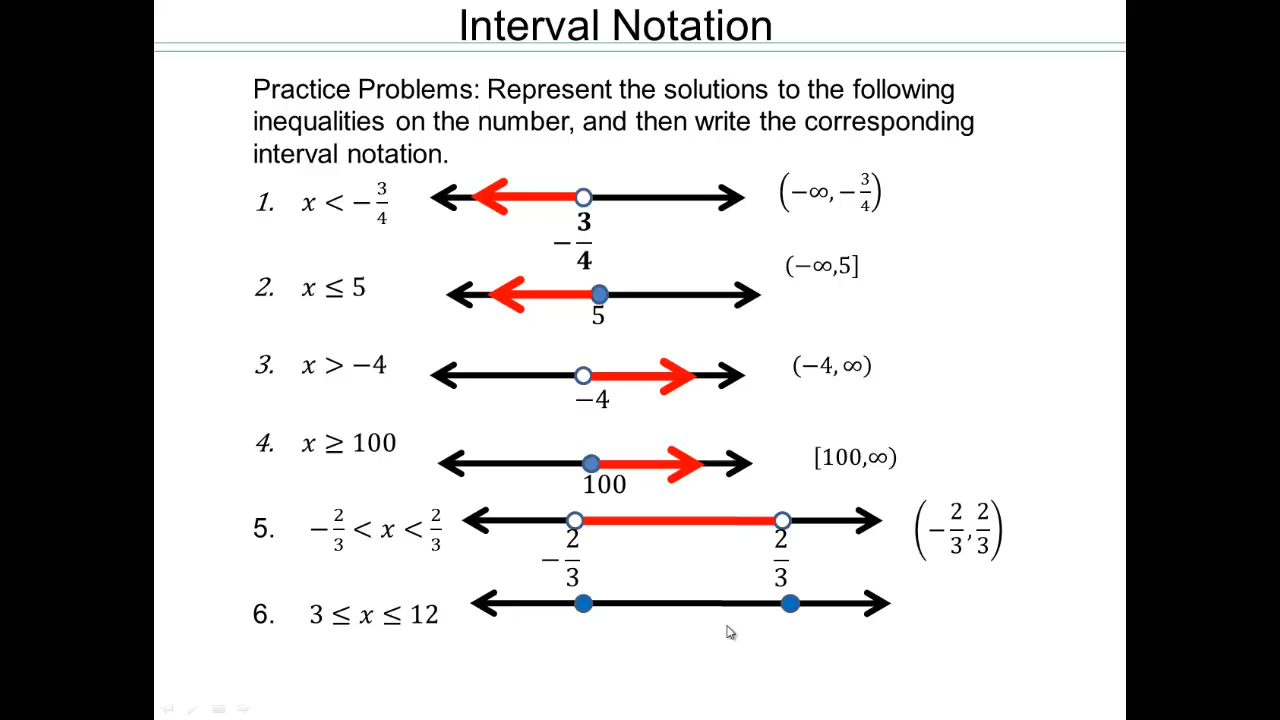 Interval Notation
Practice Problems: Represent the solutions to the following
inequalities on the number, and then write the corresponding
interval notation.
1. x < −3/4 (−∞, −3/4)
−3/4
2. x ≤ 5 (−∞,5]
5
3. x > −4 (−4, ∞)
−4
4. x ≥ 100 [100,∞)
100
5. −2/3 < x < 2/3 (−2/3, 2/3)
−2/3 2/3
6. 3 ≤ x ≤ 12